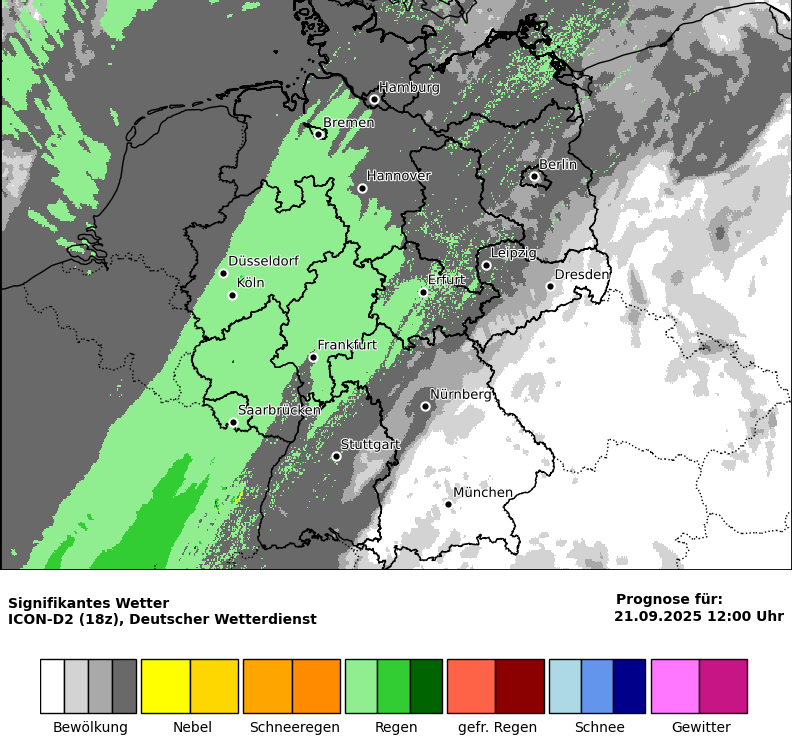 Hamburg
Bremen
Hannover
Berlin
Düsseldorf
Köln
Leipzig
Dresden
Erfurt
Frankfurt
Nürnberg
Saarbrücken
Stuttgart
München
Signifikantes Wetter
ICON-D2 (18z), Deutscher Wetterdienst
Prognose für:
21.09.2025 12:00 Uhr
Bewölkung
Nebel
Schneeregen
Regen
gefr. Regen
Schnee
Gewitter